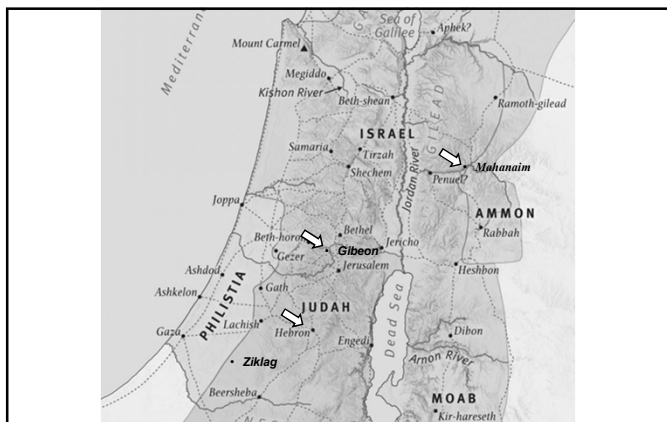 Mediterrane
Sea of
Galilee
Aphek?
Mount Carmel
Megiddo
Kishon River
Beth-shean
Ramoth-gilead
GILEAD
ISRAEL
Samaria
Tirzah
Shechem
Jordan River
Penuel?
Mahanaim
Joppa
AMMON
Bethel
Rabbah
Beth-horo
Gibeon
Jericho
Gezer
Jerusalem
Heshbon
Ashdod
Gath
Ashkelon
PHILISTIA
JUDAH
Lachish
Hebron
Dead Sea
Gaza
Engedi
Dibon
Arnon River
Ziklag
Beersheba
MOAB
Kir-hareseth